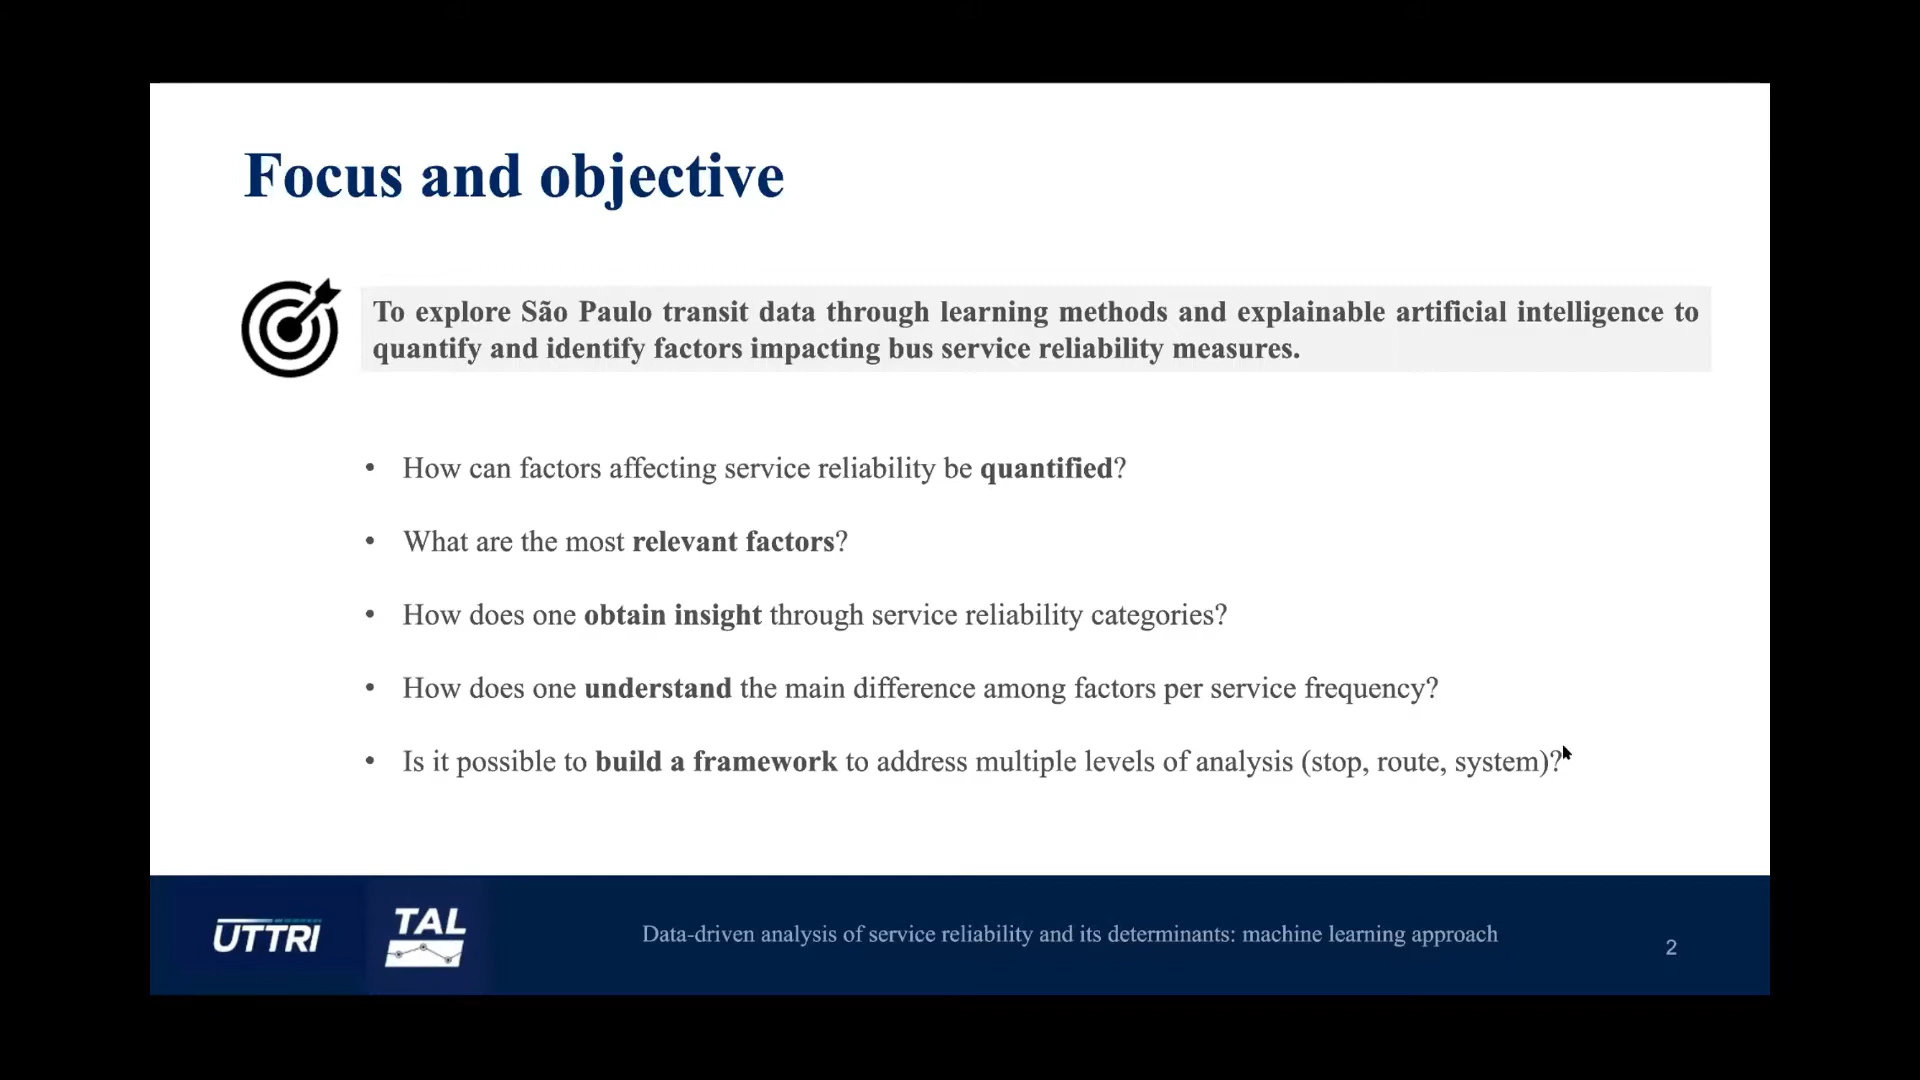 Focus and objective
To explore São Paulo transit data through learning methods and explainable artificial intelligence to
quantify and identify factors impacting bus service reliability measures.
• How can factors affecting service reliability be quantified?
• What are the most relevant factors?
• How does one obtain insight through service reliability categories?
• How does one understand the main difference among factors per service frequency?
• Is it possible to build a framework to address multiple levels of analysis (stop, route, system)?
UTTRI
TAL
Data-driven analysis of service reliability and its determinants: machine learning approach
2